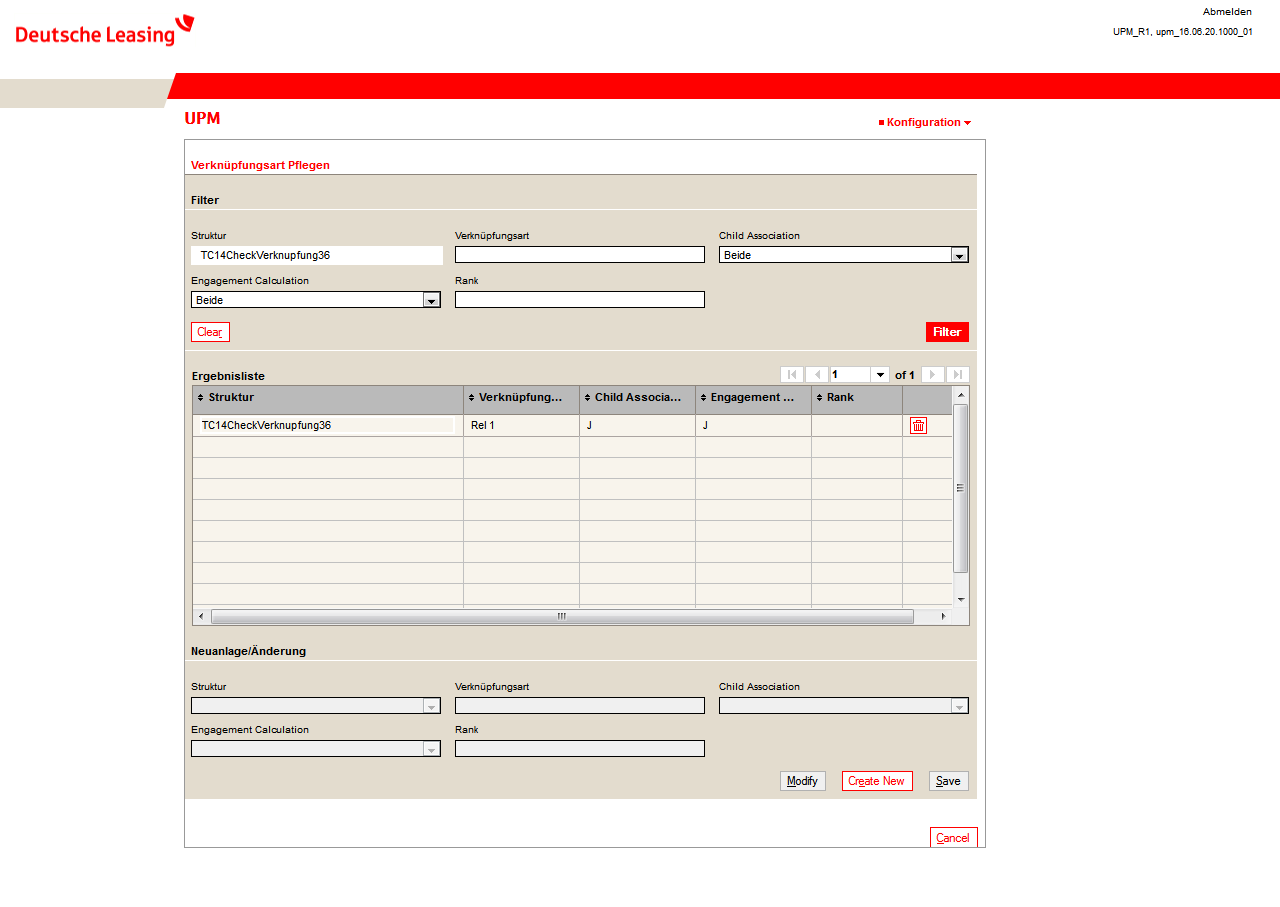 Deutsche Leasing
Abmelden
UPM_R1, upm_16.06.20.1000_01
UPM
Konfiguration
Verknüpfungsart Pflegen
Filter
Struktur Verknüpfungsart Child Association
TC14CheckVerknupfung36 Beide
Engagement Calculation Rank
Beide
Clear Filter
Ergebnisliste 1 of 1
Struktur Verknüpfung... Child Associa... Engagement ... Rank
TC14CheckVerknupfung36 Rel 1 J J
Neuanlage/Änderung
Struktur Verknüpfungsart Child Association
Engagement Calculation Rank
Modify Create New Save
Cancel